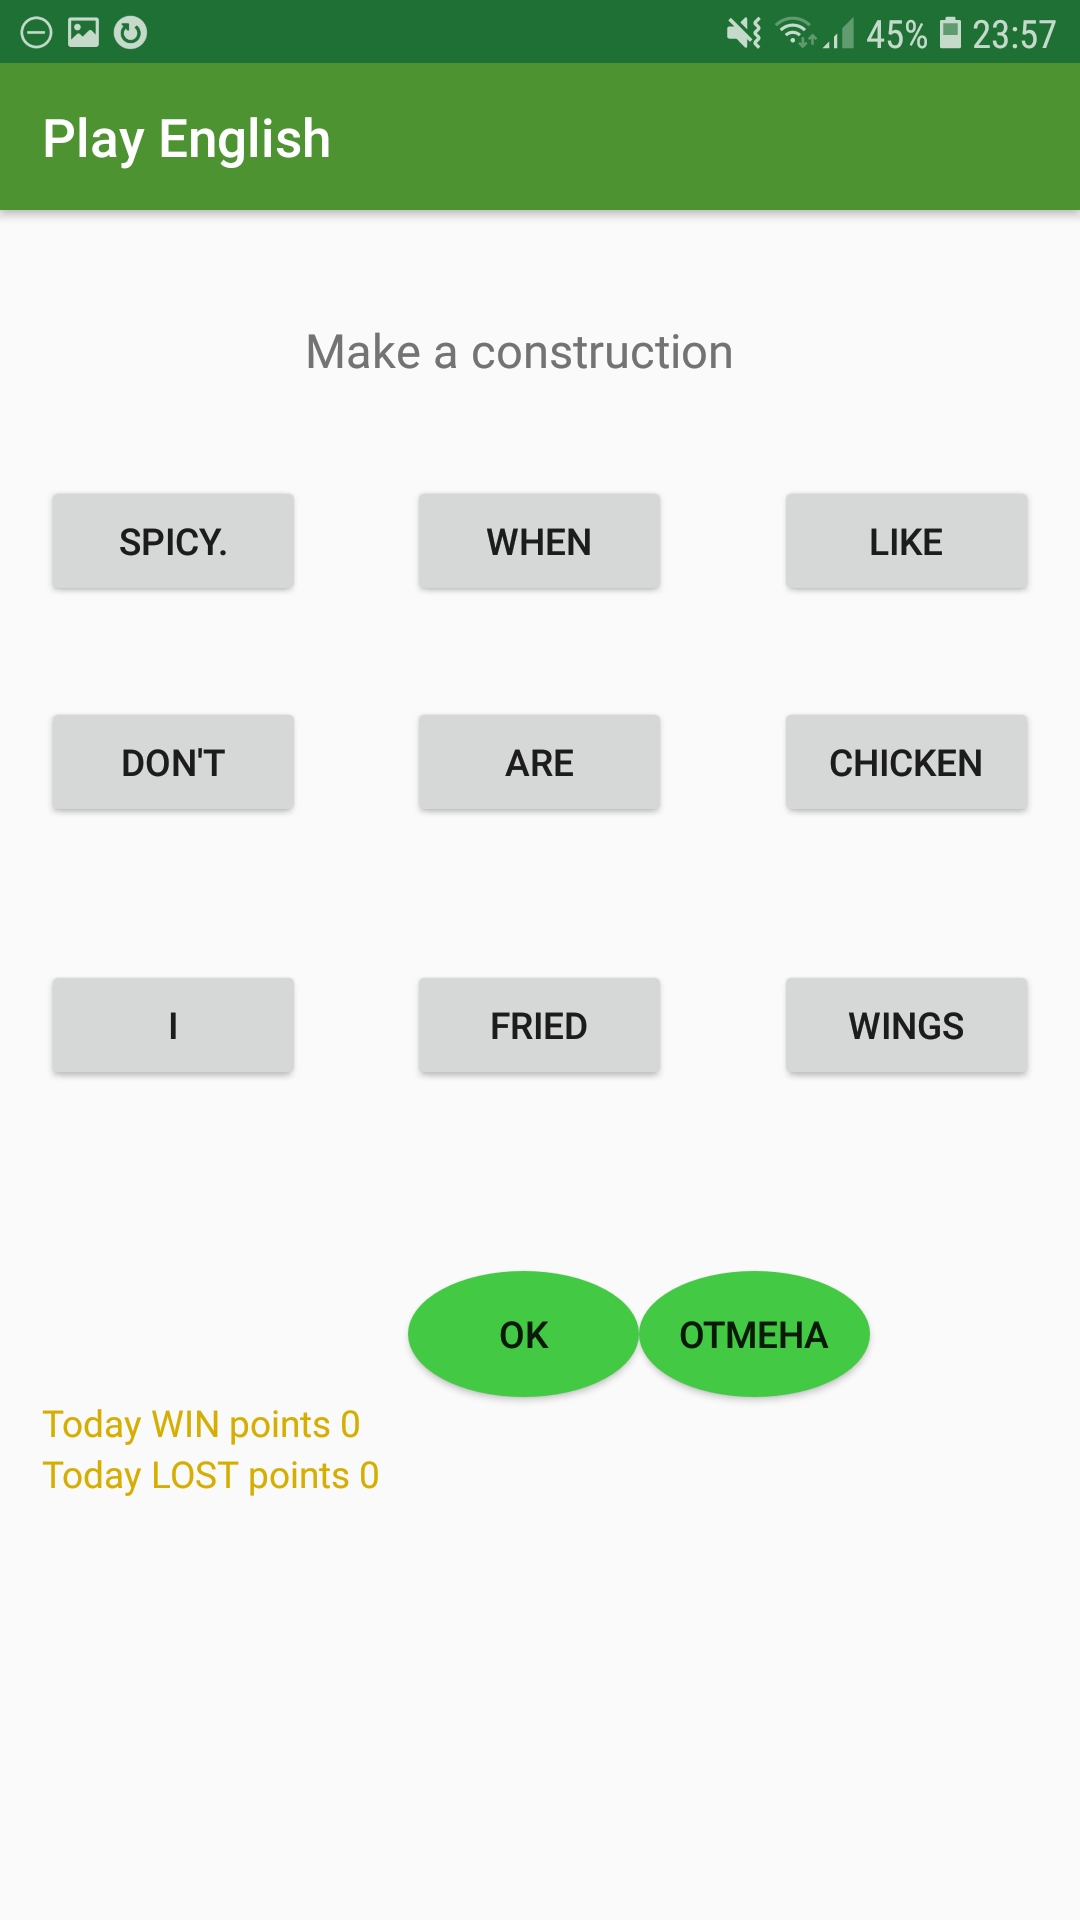 45% 23:57
Play English
Make a construction
SPICY. WHEN LIKE
DON'T ARE CHICKEN
I FRIED WINGS
OK ОТМЕНА
Today WIN points 0
Today LOST points 0